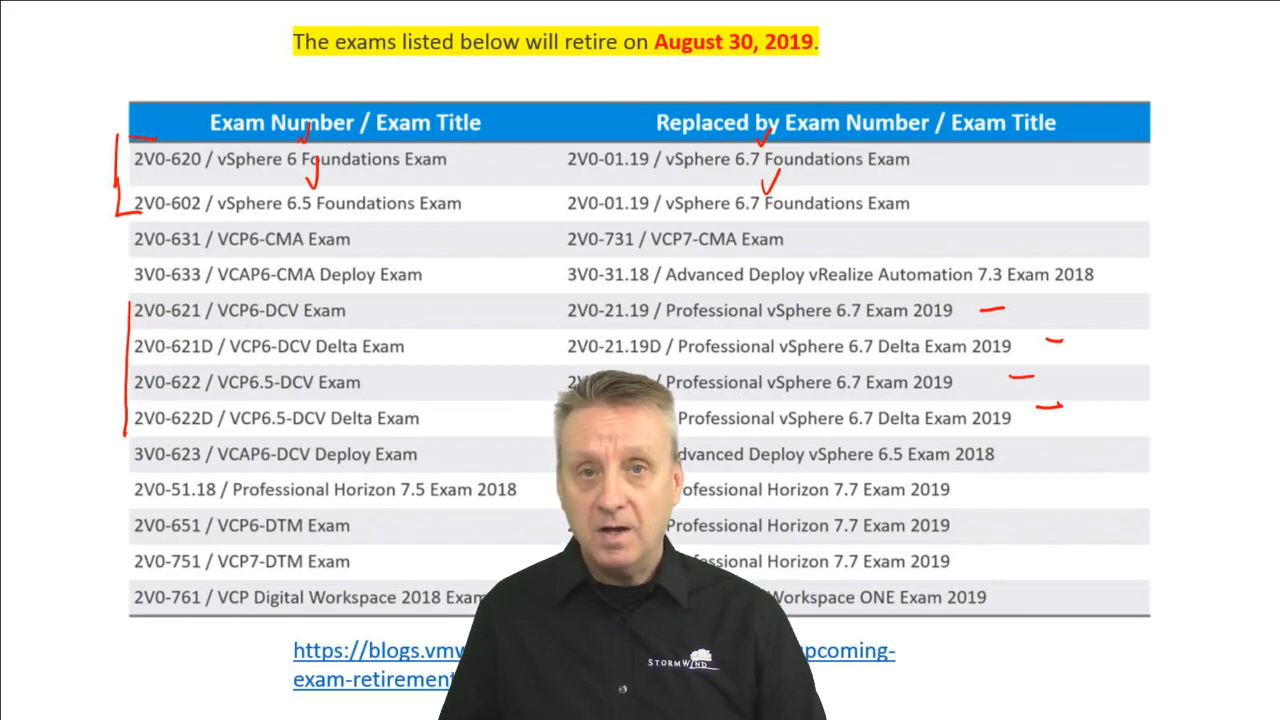 The exams listed below will retire on August 30, 2019.
Exam Number / Exam Title Replaced by Exam Number / Exam Title
2V0-620 / vSphere 6 Foundations Exam 2V0-01.19 / vSphere 6.7 Foundations Exam
2V0-602 / vSphere 6.5 Foundations Exam 2V0-01.19 / vSphere 6.7 Foundations Exam
2V0-631 / VCP6-CMA Exam 2V0-731 / VCP7-CMA Exam
3V0-633 / VCAP6-CMA Deploy Exam 3V0-31.18 / Advanced Deploy vRealize Automation 7.3 Exam 2018
2V0-621 / VCP6-DCV Exam 2V0-21.19 / Professional vSphere 6.7 Exam 2019
2V0-621D / VCP6-DCV Delta Exam 2V0-21.19D / Professional vSphere 6.7 Delta Exam 2019
2V0-622 / VCP6.5-DCV Exam Professional vSphere 6.7 Exam 2019
2V0-622D / VCP6.5-DCV Delta Exam Professional vSphere 6.7 Delta Exam 2019
3V0-623 / VCAP6-DCV Deploy Exam Deploy vSphere 6.5 Exam 2018
2V0-51.18 / Professional Horizon 7.5 Exam 2018 Horizon 7.7 Exam 2019
2V0-651 / VCP6-DTM Exam Professional Horizon 7.7 Exam 2019
2V0-751 / VCP7-DTM Exam Horizon 7.7 Exam 2019
2V0-761 / VCP Digital Workspace 2018 Exam Workspace ONE Exam 2019
https://blogs.vmw
exam-retirement
STORMWIND